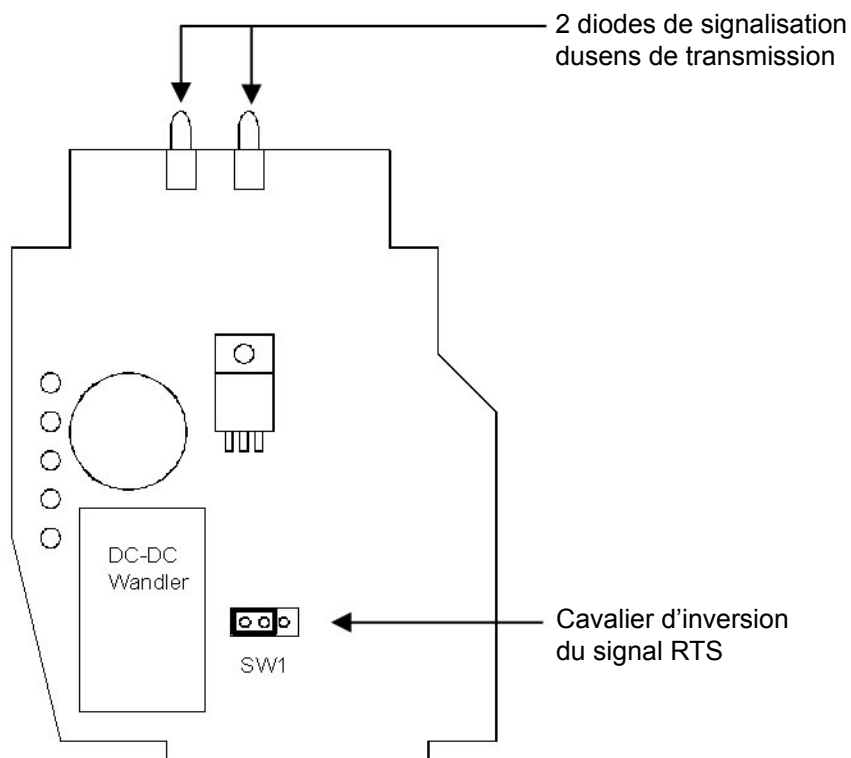 2 diodes de signalisation
dusens de transmission
DC-DC
Wandler
SW1
Cavalier d’inversion
du signal RTS